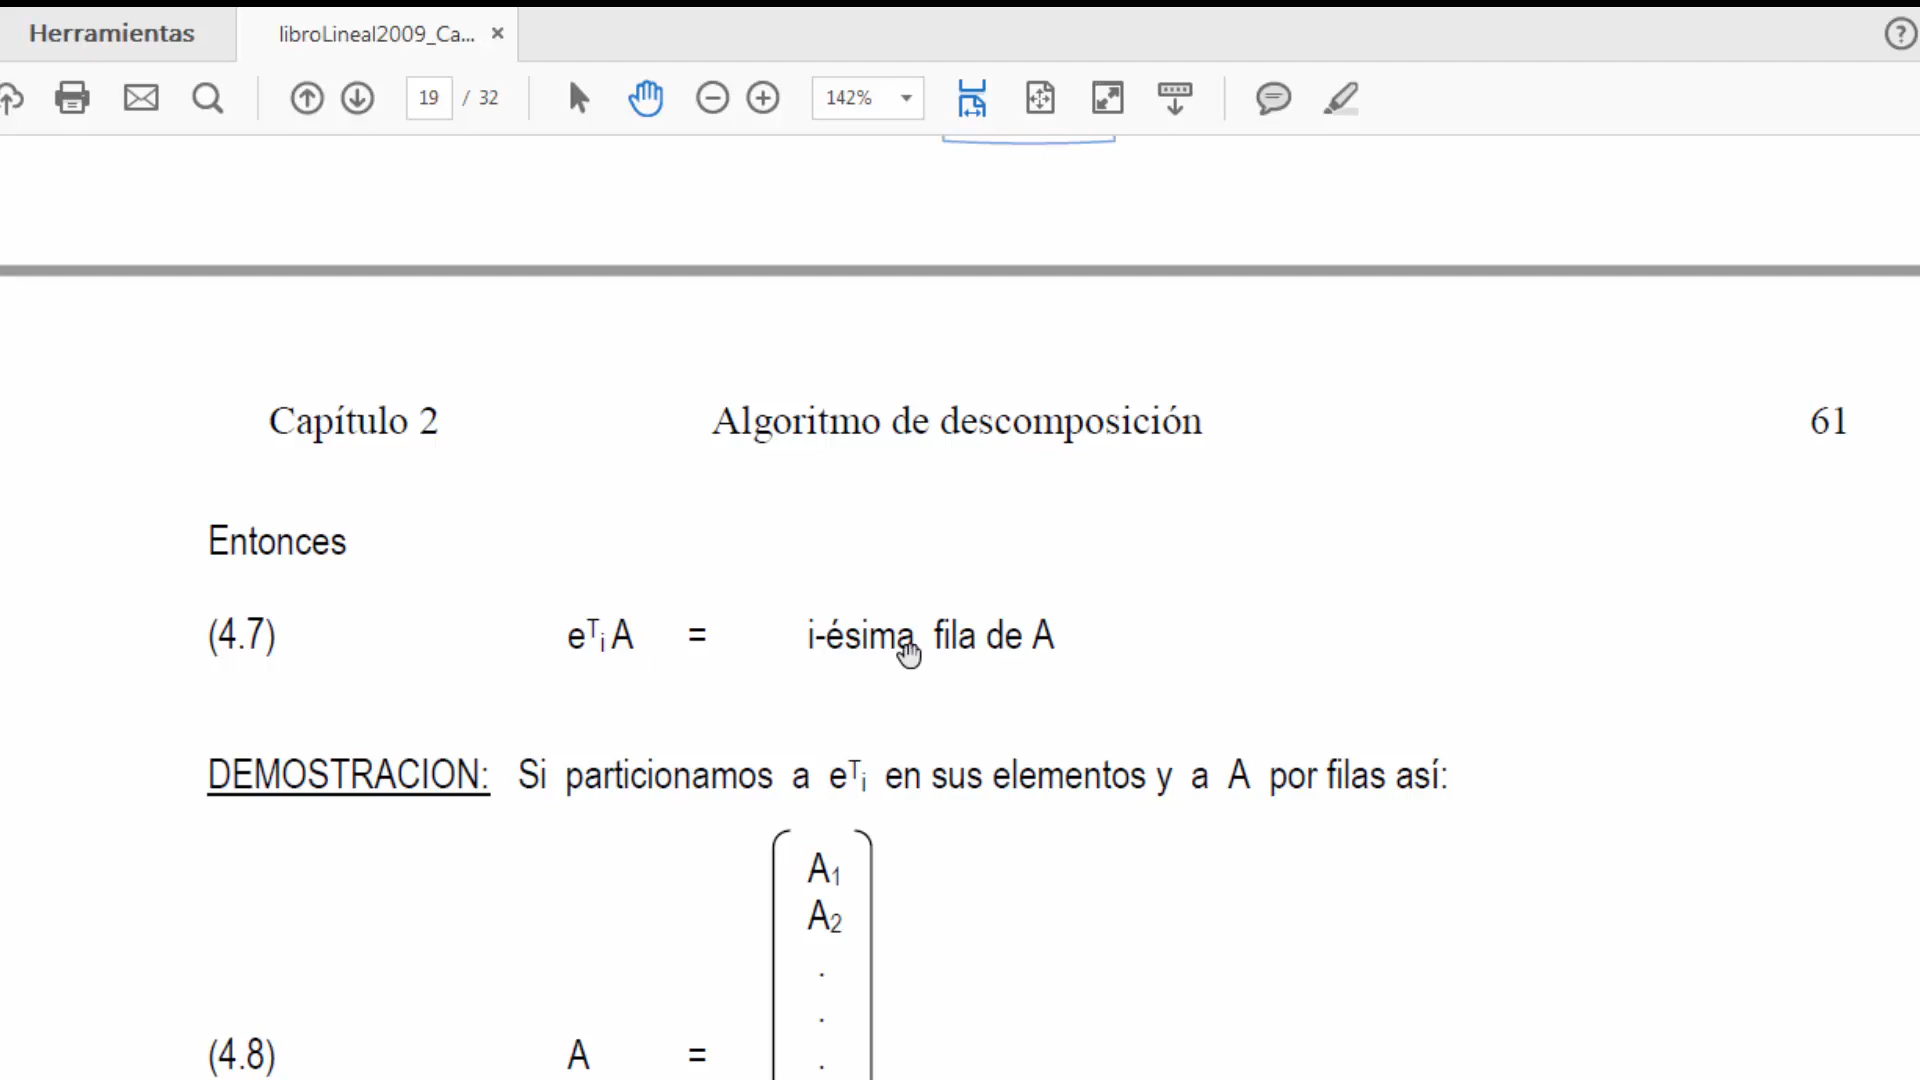 Herramientas
libroLineal2009_Ca... ×
?
19 / 32
142%
Capítulo 2 Algoritmo de descomposición 61
Entonces
(4.7) eᵀᵢ A = i-ésima fila de A
DEMOSTRACION: Si particionamos a eᵀᵢ en sus elementos y a A por filas así:
A₁
A₂
.
.
(4.8) A = .